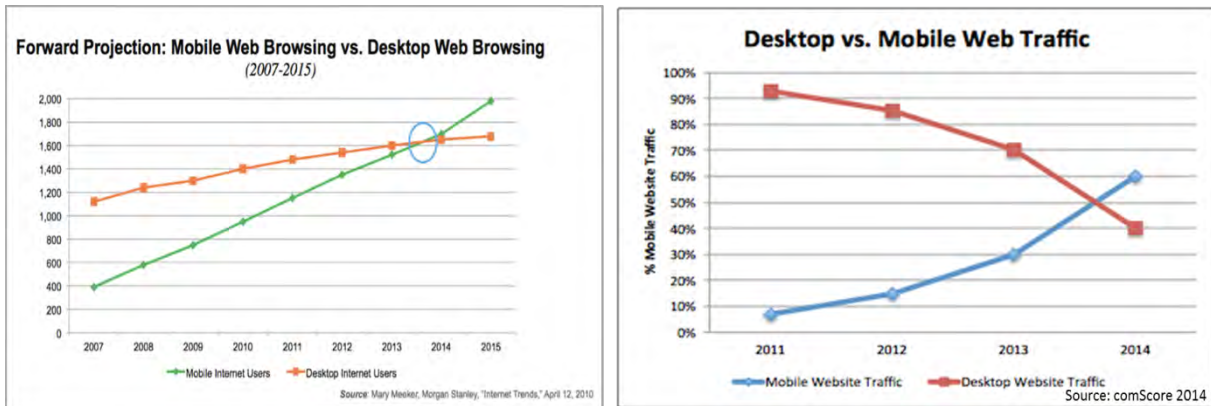 Forward Projection: Mobile Web Browsing vs. Desktop Web Browsing
(2007-2015)
2,000
1,800
1,600
1,400
1,200
1,000
800
600
400
200
0
2007 2008 2009 2010 2011 2012 2013 2014 2015
Mobile Internet Users Desktop Internet Users
Source: Mary Meeker, Morgan Stanley, "Internet Trends," April 12, 2010
Desktop vs. Mobile Web Traffic
% Mobile Website Traffic
100%
90%
80%
70%
60%
50%
40%
30%
20%
10%
0%
2011 2012 2013 2014
Mobile Website Traffic Desktop Website Traffic
Source: comScore 2014